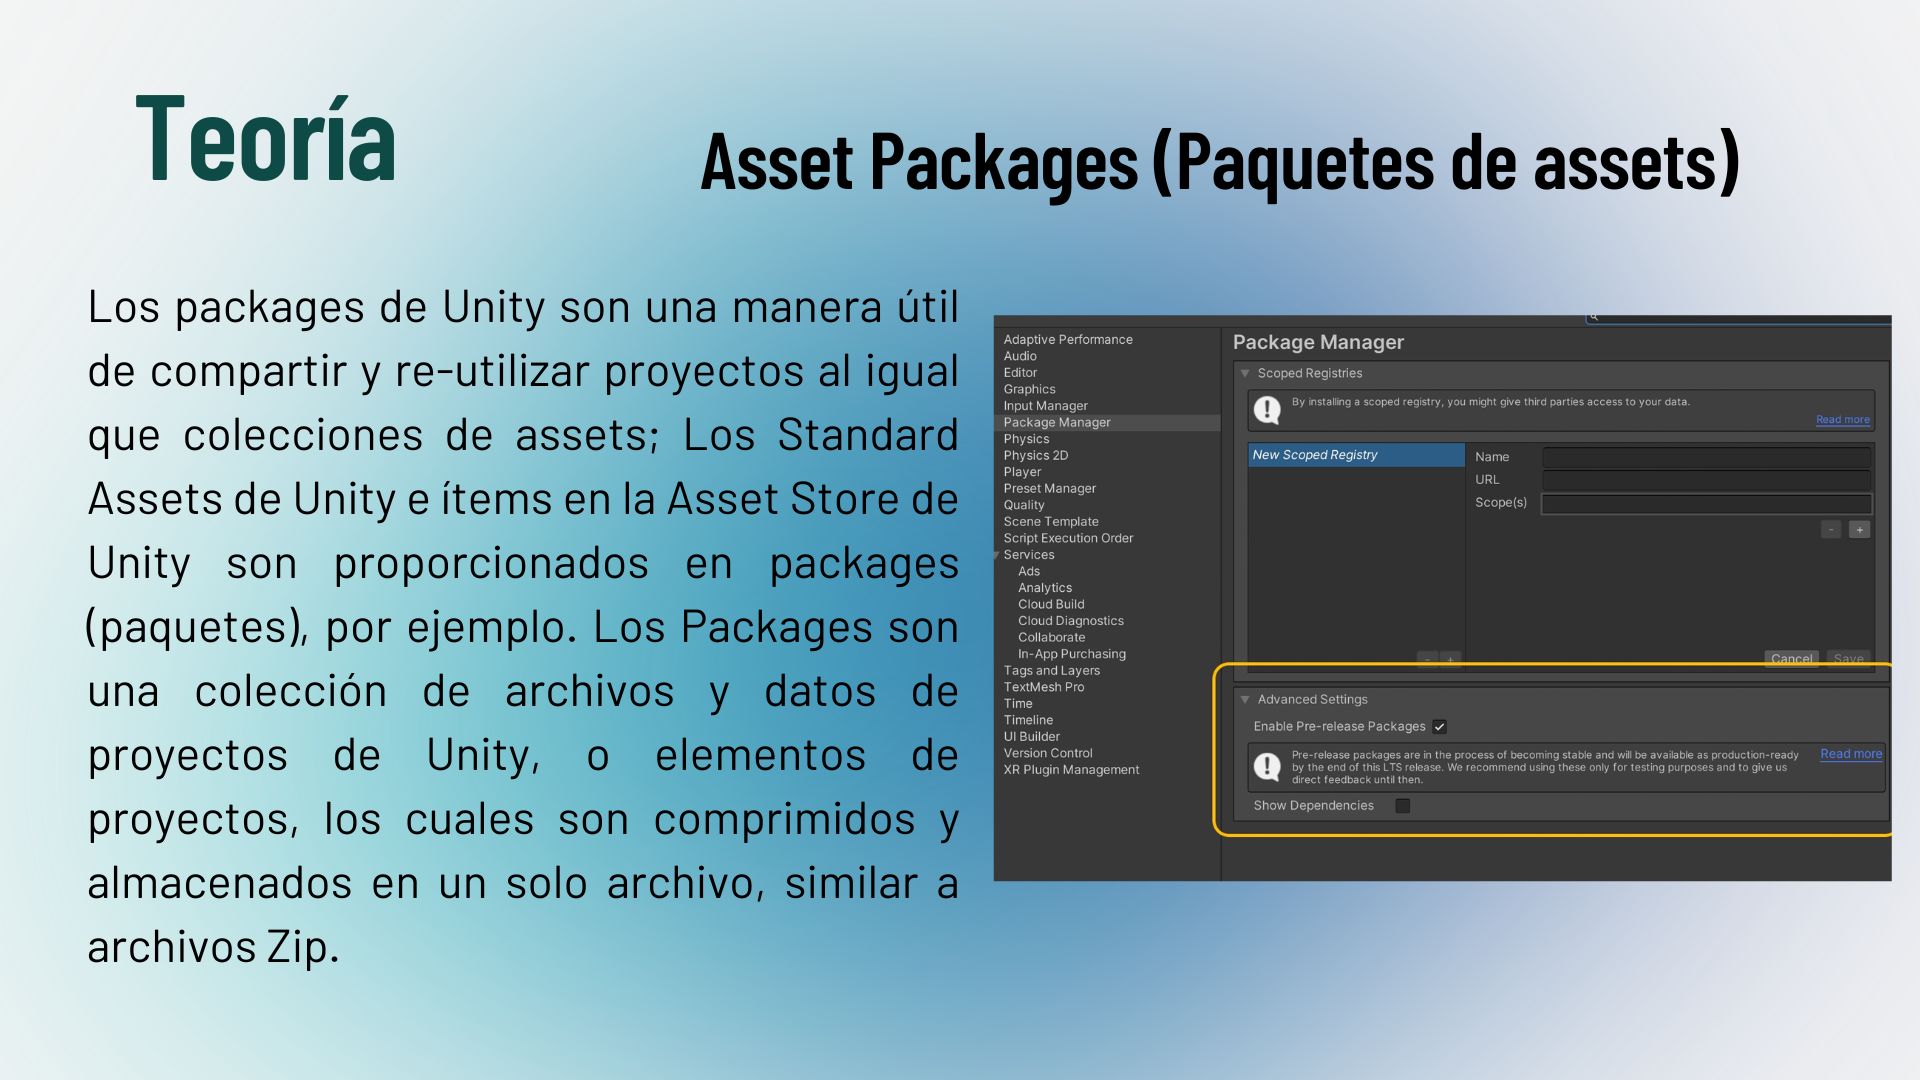 Teoría
Asset Packages (Paquetes de assets)
Los packages de Unity son una manera útil
de compartir y re-utilizar proyectos al igual
que colecciones de assets; Los Standard
Assets de Unity e ítems en la Asset Store de
Unity son proporcionados en packages
(paquetes), por ejemplo. Los Packages son
una colección de archivos y datos de
proyectos de Unity, o elementos de
proyectos, los cuales son comprimidos y
almacenados en un solo archivo, similar a
archivos Zip.
Adaptive Performance
Audio
Editor
Graphics
Input Manager
Package Manager
Physics
Physics 2D
Player
Preset Manager
Quality
Scene Template
Script Execution Order
Services
Ads
Analytics
Cloud Build
Cloud Diagnostics
Collaborate
In-App Purchasing
Tags and Layers
TextMesh Pro
Time
Timeline
UI Builder
Version Control
XR Plugin Management
Package Manager
Scoped Registries
By installing a scoped registry, you might give third parties access to your data.
Read more
New Scoped Registry
Name
URL
Scope(s)
- +
- +
Cancel Save
Advanced Settings
Enable Pre-release Packages
Pre-release packages are in the process of becoming stable and will be available as production-ready
by the end of this LTS release. We recommend using these only for testing purposes and to give us
direct feedback until then.
Read more
Show Dependencies